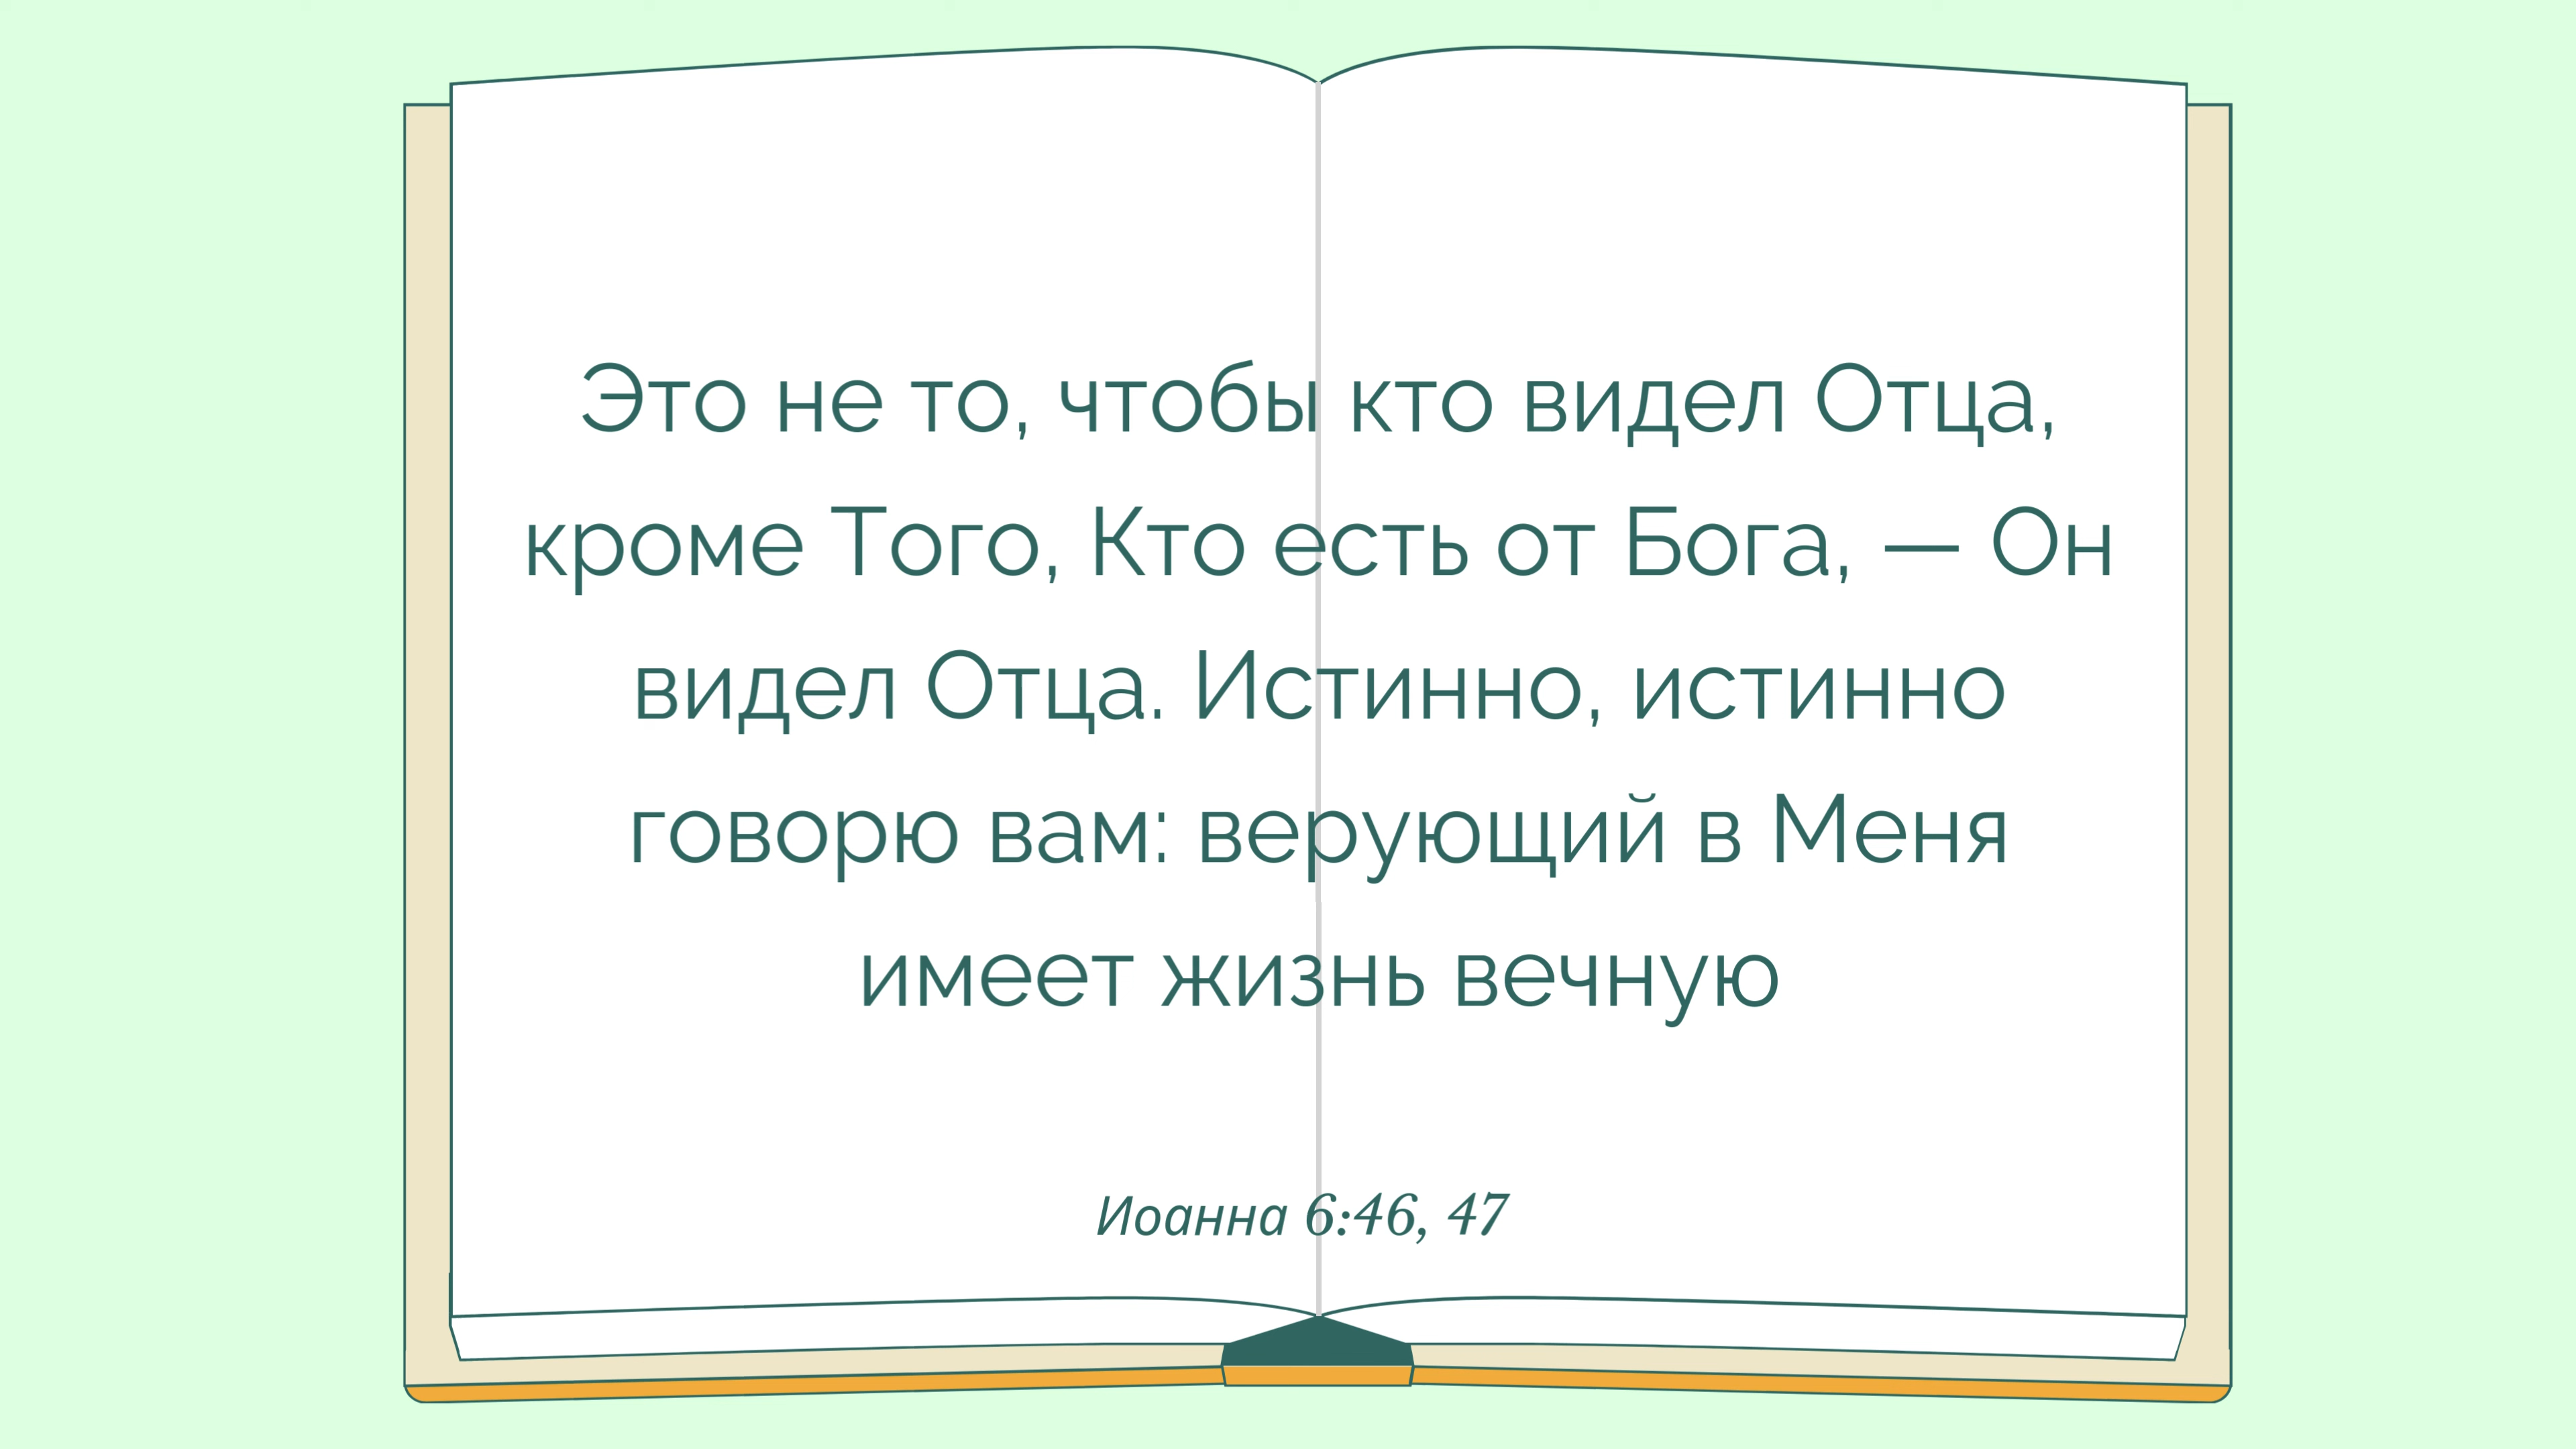 Это не то, чтобы кто видел Отца,
кроме Того, Кто есть от Бога, — Он
видел Отца. Истинно, истинно
говорю вам: верующий в Меня
имеет жизнь вечную
Иоанна 6:46, 47